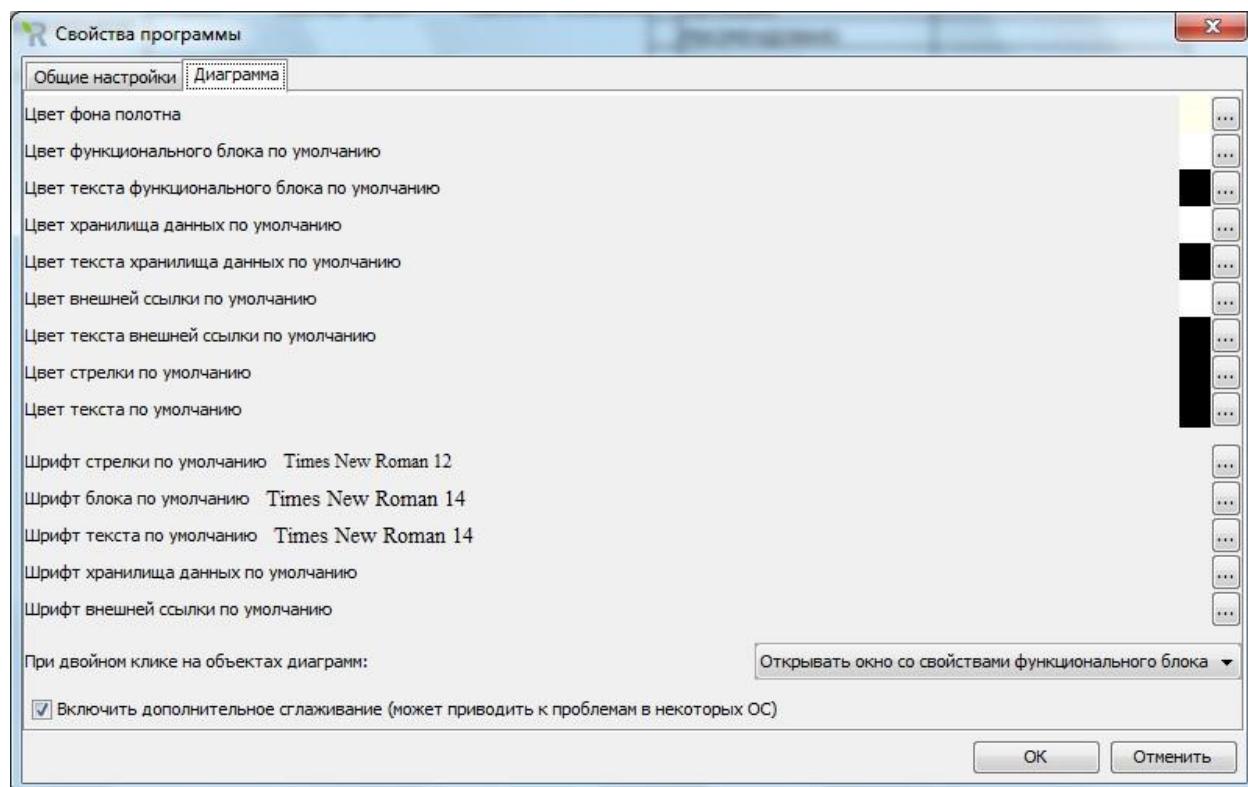 Свойства программы
Общие настройки Диаграмма
Цвет фона полотна ...
Цвет функционального блока по умолчанию ...
Цвет текста функционального блока по умолчанию ...
Цвет хранилища данных по умолчанию ...
Цвет текста хранилища данных по умолчанию ...
Цвет внешней ссылки по умолчанию ...
Цвет текста внешней ссылки по умолчанию ...
Цвет стрелки по умолчанию ...
Цвет текста по умолчанию ...
Шрифт стрелки по умолчанию Times New Roman 12 ...
Шрифт блока по умолчанию Times New Roman 14 ...
Шрифт текста по умолчанию Times New Roman 14 ...
Шрифт хранилища данных по умолчанию ...
Шрифт внешней ссылки по умолчанию ...
При двойном клике на объектах диаграмм: Открывать окно со свойствами функционального блока
Включить дополнительное сглаживание (может приводить к проблемам в некоторых ОС)
ОК Отменить